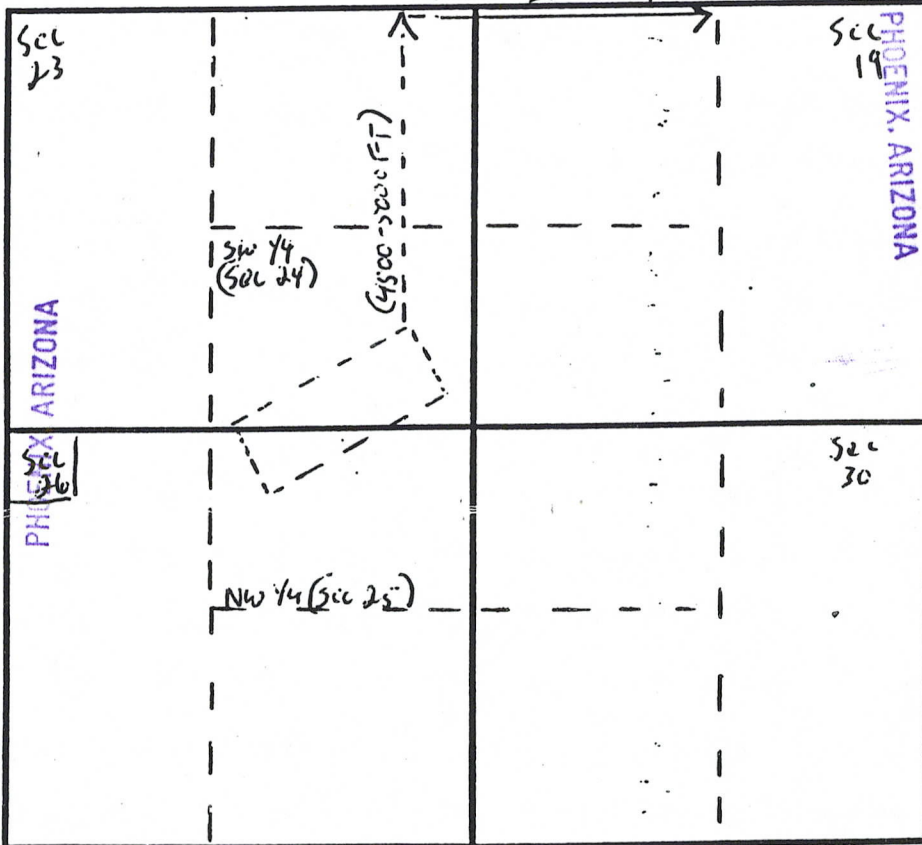 Sec
23
Sec
19
PHOENIX, ARIZONA
(4500-5000 FT)
SW 1/4
(Sec 24)
PHOENIX ARIZONA
Sec
26
Sec
30
NW 1/4 (Sec 25)